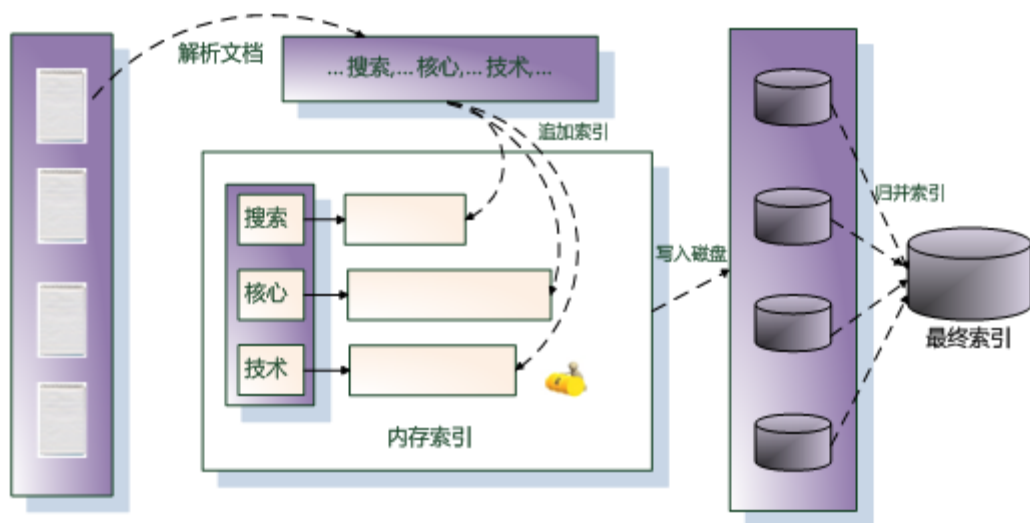 解析文档
...搜索,...核心,...技术,...
追加索引
搜索
核心
技术
内存索引
写入磁盘
归并索引
最终索引